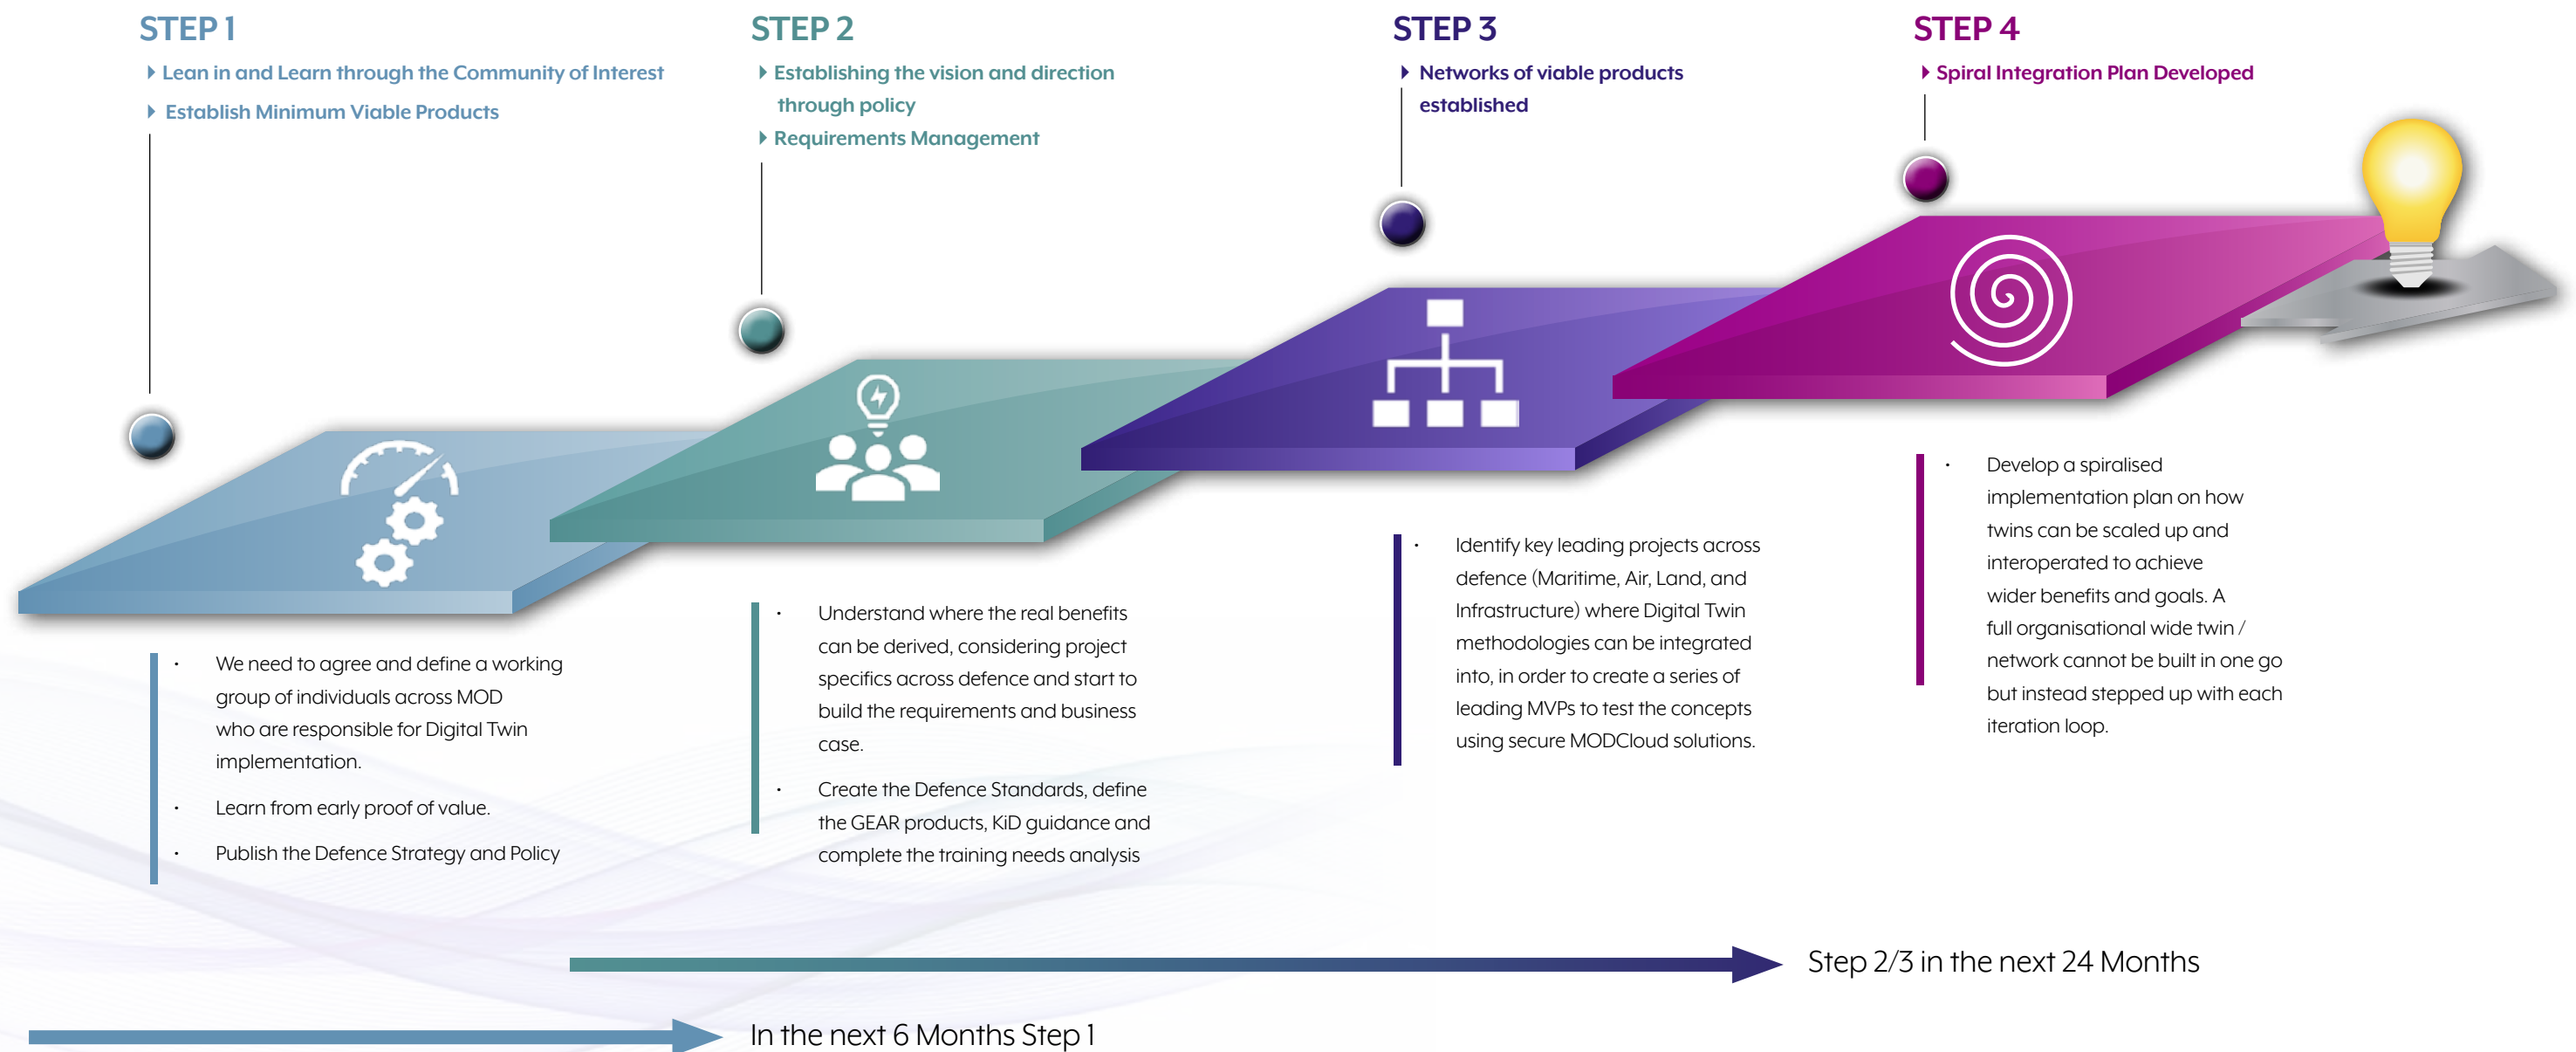 STEP 1
Lean in and Learn through the Community of Interest
Establish Minimum Viable Products
STEP 2
Establishing the vision and direction
through policy
Requirements Management
STEP 3
Networks of viable products
established
STEP 4
Spiral Integration Plan Developed
• We need to agree and define a working
group of individuals across MOD
who are responsible for Digital Twin
implementation.
• Learn from early proof of value.
• Publish the Defence Strategy and Policy
• Understand where the real benefits
can be derived, considering project
specifics across defence and start to
build the requirements and business
case.
• Create the Defence Standards, define
the GEAR products, KiD guidance and
complete the training needs analysis
• Identify key leading projects across
defence (Maritime, Air, Land, and
Infrastructure) where Digital Twin
methodologies can be integrated
into, in order to create a series of
leading MVPs to test the concepts
using secure MODCloud solutions.
• Develop a spiralised
implementation plan on how
twins can be scaled up and
interoperated to achieve
wider benefits and goals. A
full organisational wide twin /
network cannot be built in one go
but instead stepped up with each
iteration loop.
Step 2/3 in the next 24 Months
In the next 6 Months Step 1